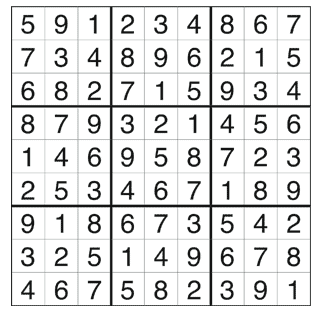 5 9 1 2 3 4 8 6 7
7 3 4 8 9 6 2 1 5
6 8 2 7 1 5 9 3 4
8 7 9 3 2 1 4 5 6
1 4 6 9 5 8 7 2 3
2 5 3 4 6 7 1 8 9
9 1 8 6 7 3 5 4 2
3 2 5 1 4 9 6 7 8
4 6 7 5 8 2 3 9 1